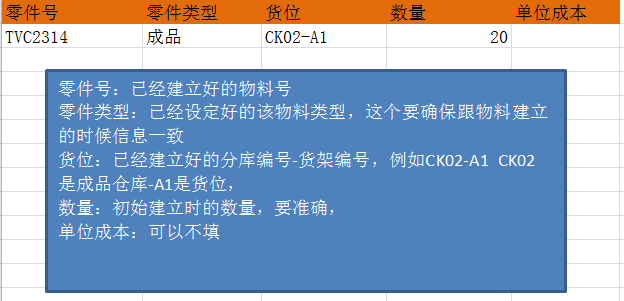 零件号 零件类型 货位 数量 单位成本
TVC2314 成品 CK02-A1 20
零件号：已经建立好的物料号
零件类型：已经设定好的该物料类型，这个要确保跟物料建立
的时候信息一致
货位：已经建立好的分库编号-货架编号，例如CK02-A1 CK02
是成品仓库-A1是货位，
数量：初始建立时的数量，要准确，
单位成本：可以不填